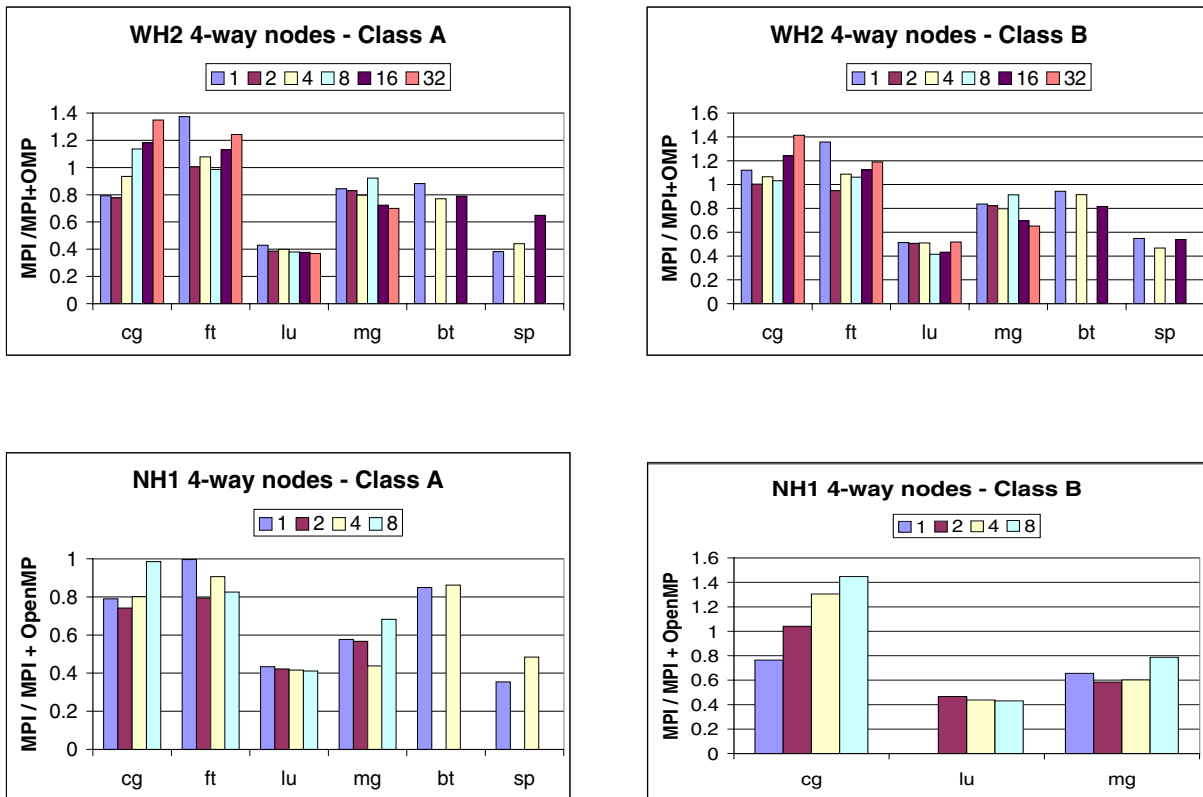 WH2 4-way nodes - Class A
1 2 4 8 16 32
MPI /MPI+OMP
1.4
1.2
1
0.8
0.6
0.4
0.2
0
cg ft lu mg bt sp
WH2 4-way nodes - Class B
1 2 4 8 16 32
MPI / MPI+OMP
1.6
1.4
1.2
1
0.8
0.6
0.4
0.2
0
cg ft lu mg bt sp
NH1 4-way nodes - Class A
1 2 4 8
MPI / MPI + OpenMP
1
0.8
0.6
0.4
0.2
0
cg ft lu mg bt sp
NH1 4-way nodes - Class B
1 2 4 8
MPI / MPI + OpenMP
1.6
1.4
1.2
1
0.8
0.6
0.4
0.2
0
cg lu mg